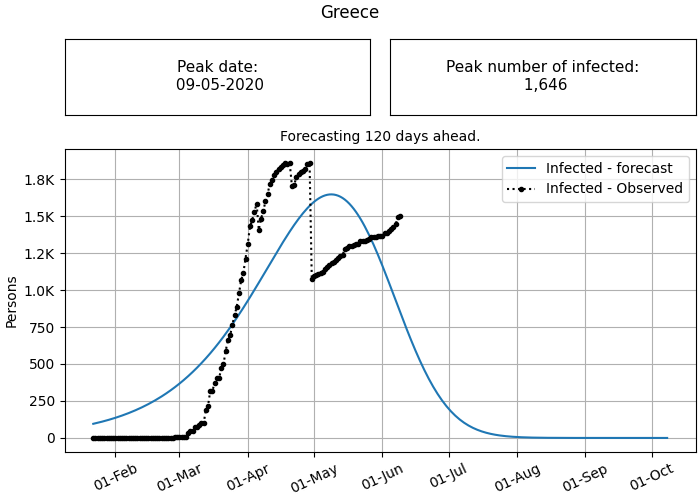 Greece
Peak date:
09-05-2020
Peak number of infected:
1,646
Forecasting 120 days ahead.
Infected - forecast
Infected - Observed
Persons
1.8K
1.5K
1.2K
1.0K
750
500
250
0
01-Feb
01-Mar
01-Apr
01-May
01-Jun
01-Jul
01-Aug
01-Sep
01-Oct